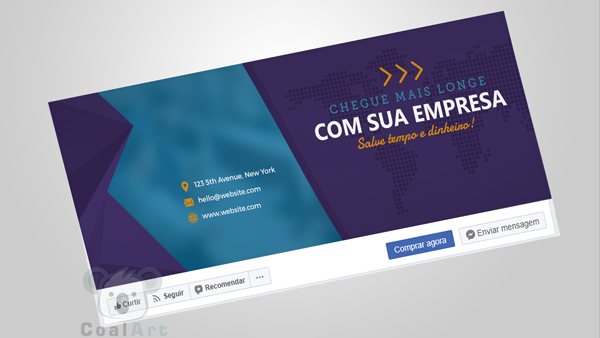 CHEGUE MAIS LONGE
COM SUA EMPRESA
Salve tempo e dinheiro!
123 5th Avenue, New York
hello@website.com
www.website.com
Comprar agora
Enviar mensagem
Curtir
Seguir
Recomendar
...
CoalArt